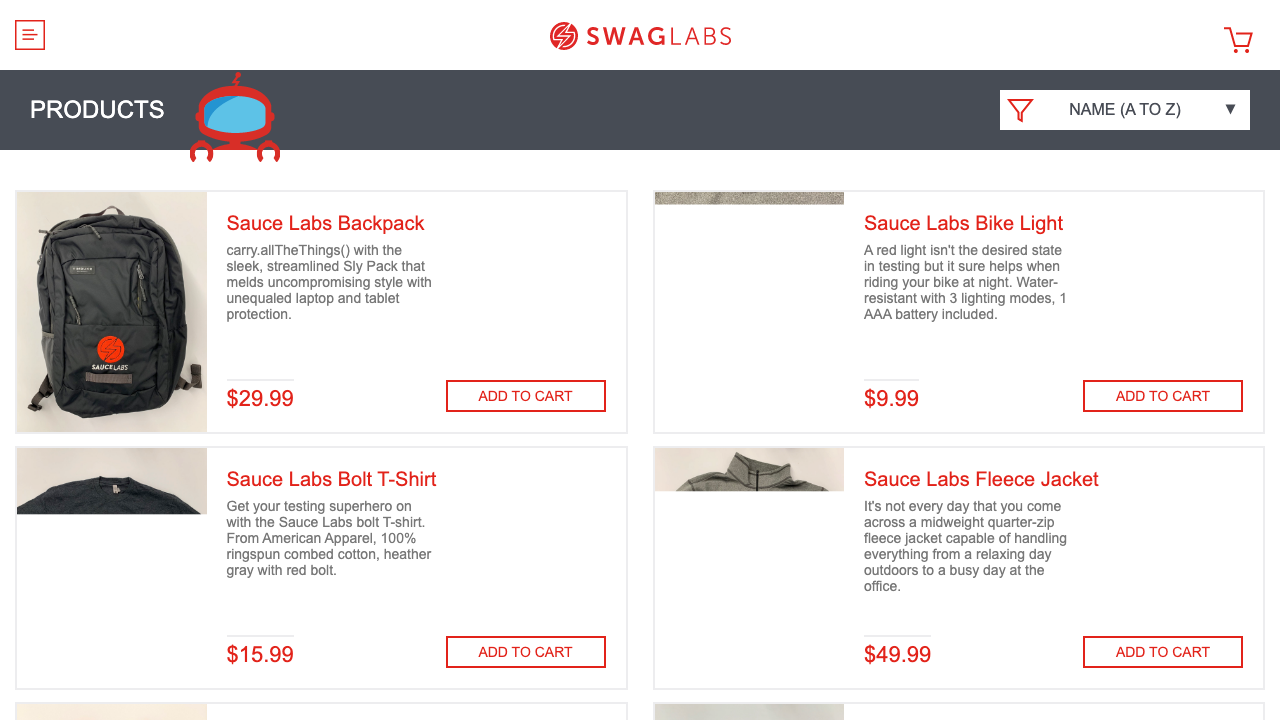 SWAGLABS
PRODUCTS
NAME (A TO Z)
Sauce Labs Backpack
carry.allTheThings() with the
sleek, streamlined Sly Pack that
melds uncompromising style with
unequaled laptop and tablet
protection.
$29.99
ADD TO CART
SAUCELABS
Sauce Labs Bike Light
A red light isn't the desired state
in testing but it sure helps when
riding your bike at night. Water-
resistant with 3 lighting modes, 1
AAA battery included.
$9.99
ADD TO CART
Sauce Labs Bolt T-Shirt
Get your testing superhero on
with the Sauce Labs bolt T-shirt.
From American Apparel, 100%
ringspun combed cotton, heather
gray with red bolt.
$15.99
ADD TO CART
Sauce Labs Fleece Jacket
It's not every day that you come
across a midweight quarter-zip
fleece jacket capable of handling
everything from a relaxing day
outdoors to a busy day at the
office.
$49.99
ADD TO CART